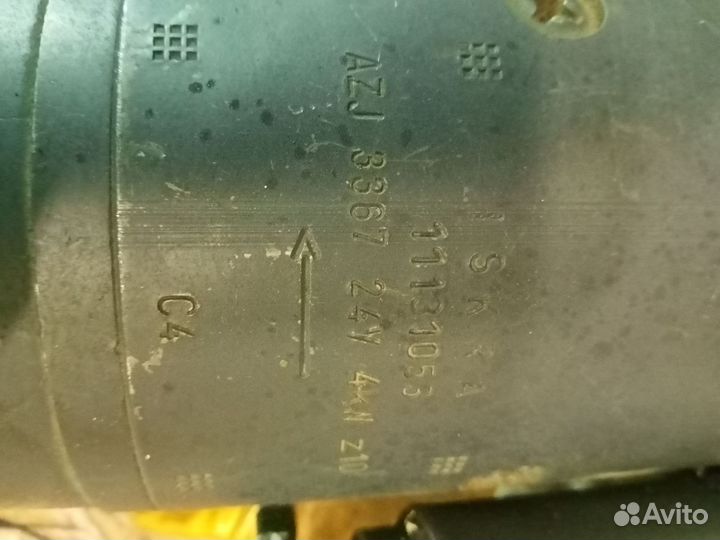 ISKRA
11131053
AZJ 3367 24V 4kW z10
C4
Avito